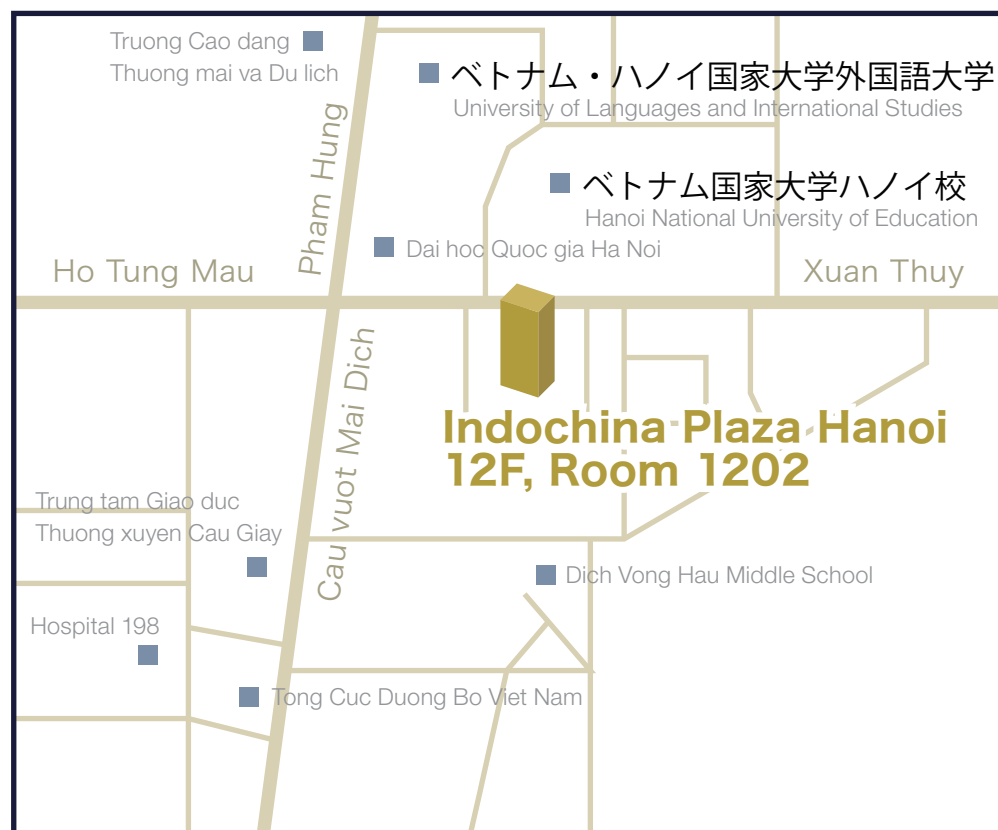 Truong Cao dang
Thuong mai va Du lich
ベトナム・ハノイ国家大学外国語大学
University of Languages and International Studies
Pham Hung
ベトナム国家大学ハノイ校
Hanoi National University of Education
Dai hoc Quoc gia Ha Noi
Ho Tung Mau
Xuan Thuy
Cau vuot Mai Dich
Indochina Plaza Hanoi
12F, Room 1202
Trung tam Giao duc
Thuong xuyen Cau Giay
Dich Vong Hau Middle School
Hospital 198
Tong Cuc Duong Bo Viet Nam